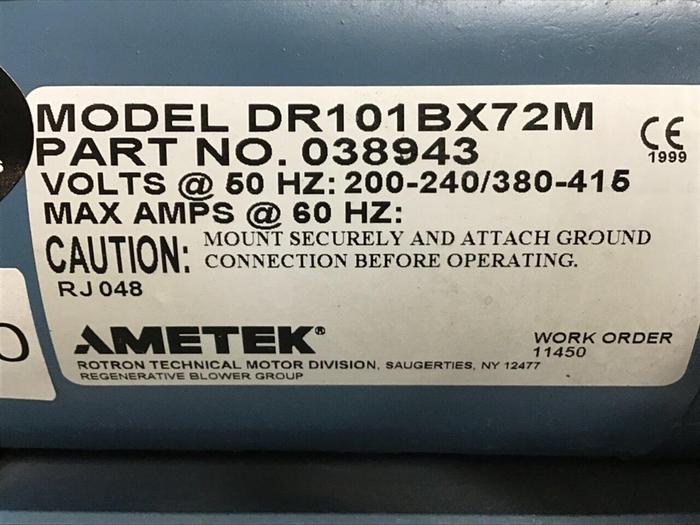 MODEL DR101BX72M
PART NO. 038943
VOLTS @ 50 HZ: 200-240/380-415
MAX AMPS @ 60 HZ:
CE
1999
CAUTION: MOUNT SECURELY AND ATTACH GROUND
CONNECTION BEFORE OPERATING.
RJ 048
AMETEK®
WORK ORDER
11450
ROTRON TECHNICAL MOTOR DIVISION, SAUGERTIES, NY 12477
REGENERATIVE BLOWER GROUP